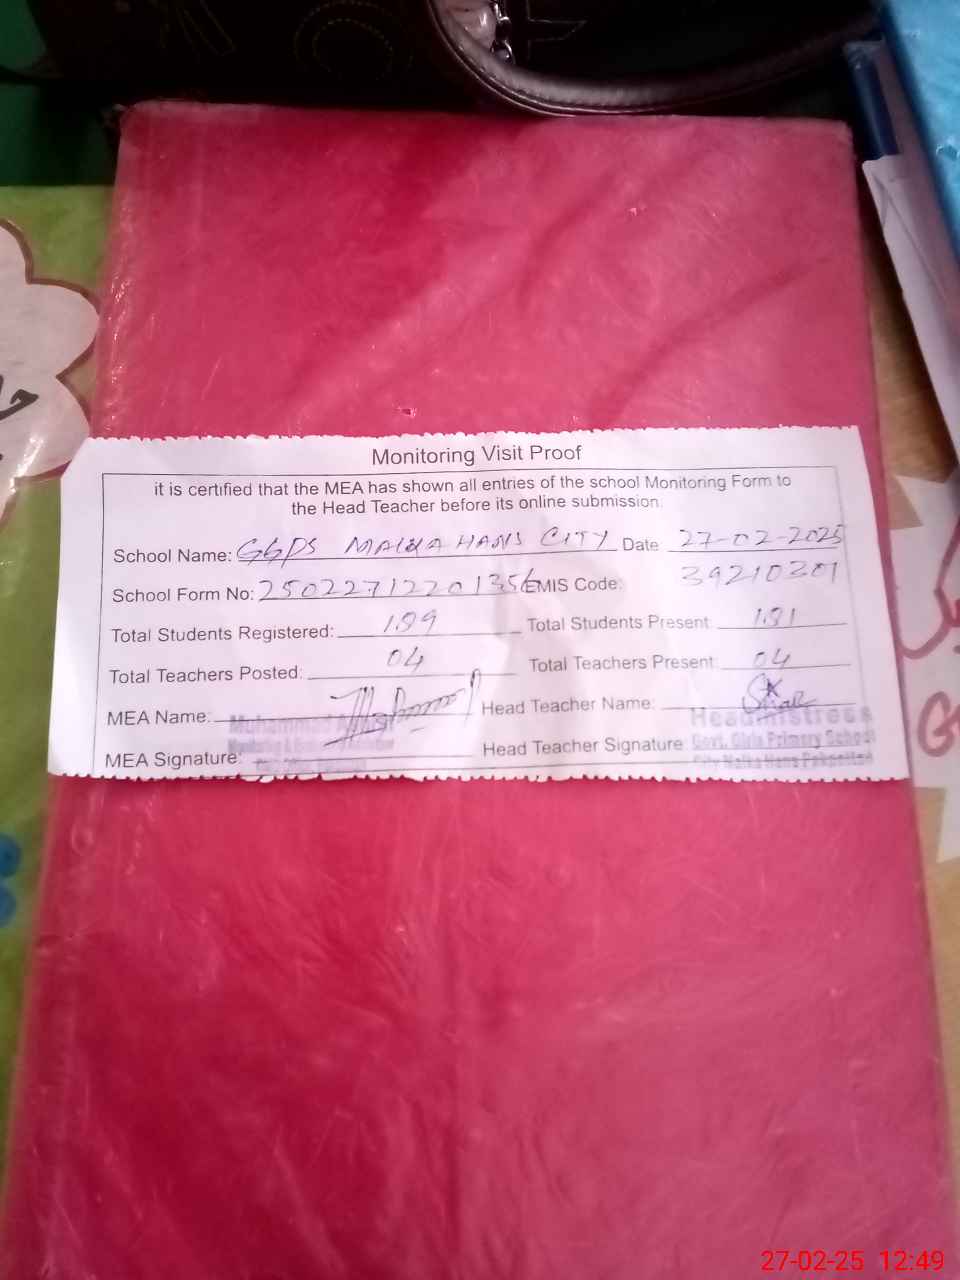 Monitoring Visit Proof
it is certified that the MEA has shown all entries of the school Monitoring Form to
the Head Teacher before its online submission.
School Name: GGPS MALKA HANS CITY Date 27-02-2025
School Form No: 25022712201356 EMIS Code: 39210301
Total Students Registered: 189 Total Students Present 181
Total Teachers Posted: 04 Total Teachers Present: 04
MEA Name: Head Teacher Name:
Muhammad Headmistress
MEA Signature: Head Teacher Signature Govt. Girls Primary School
City Malka Hans Pakpattan
27-02-25 12:49